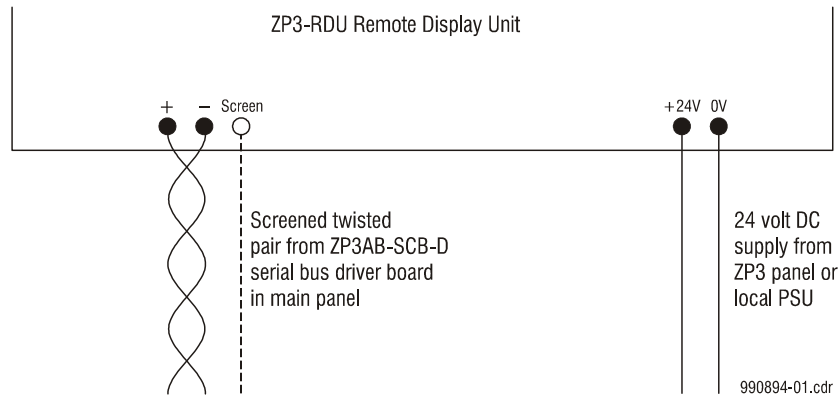 ZP3-RDU Remote Display Unit
+ – Screen
+24V 0V
Screened twisted
pair from ZP3AB-SCB-D
serial bus driver board
in main panel
24 volt DC
supply from
ZP3 panel or
local PSU
990894-01.cdr